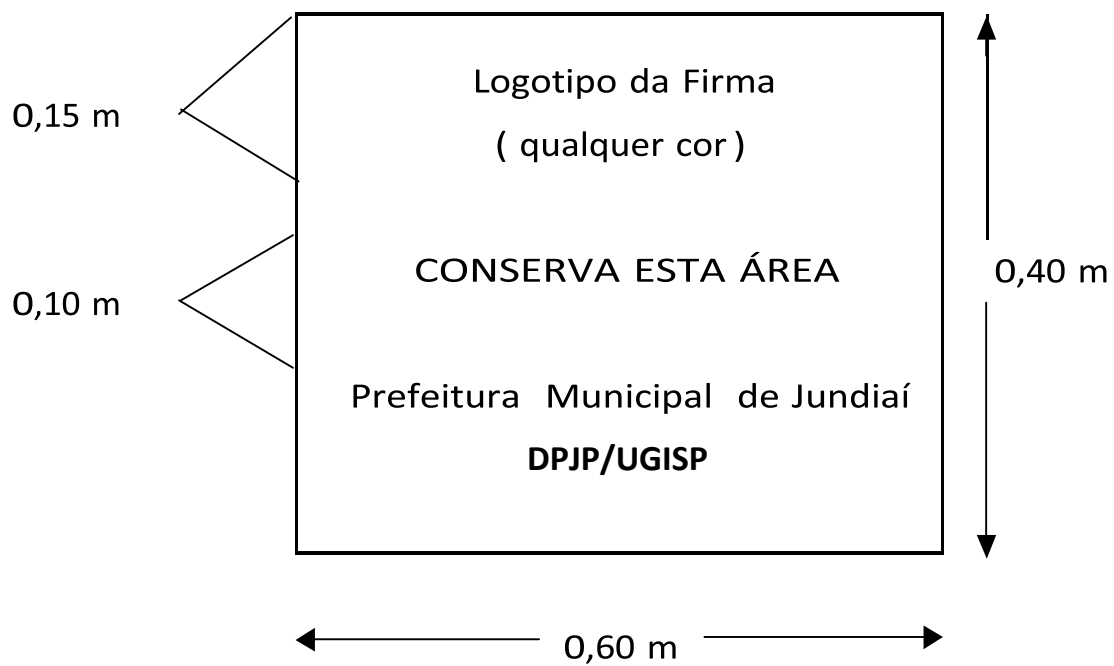 Logotipo da Firma
0,15 m
( qualquer cor )
CONSERVA ESTA ÁREA
0,40 m
0,10 m
Prefeitura Municipal de Jundiaí
DPJP/UGISP
0,60 m